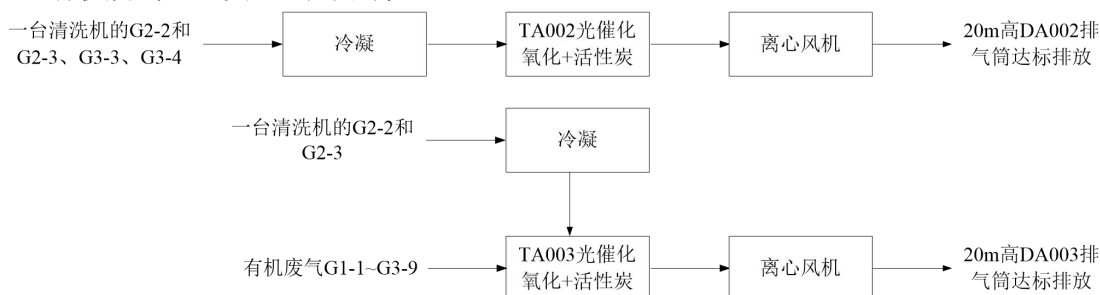 一台清洗机的G2-2和
G2-3、G3-3、G3-4
冷凝
TA002光催化
氧化+活性炭
离心风机
20m高DA002排
气筒达标排放
一台清洗机的G2-2和
G2-3
冷凝
有机废气G1-1~G3-9
TA003光催化
氧化+活性炭
离心风机
20m高DA003排
气筒达标排放